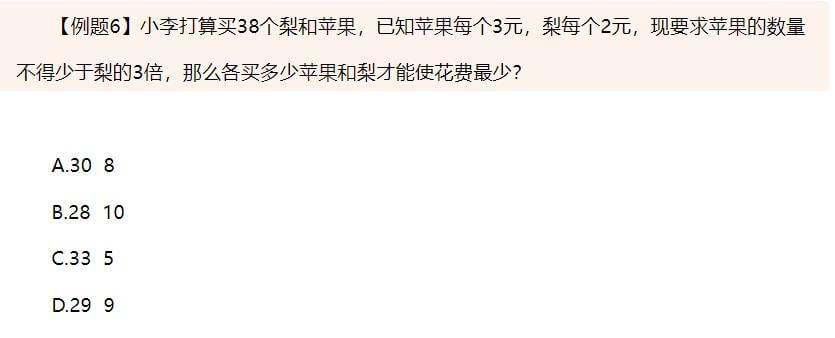 【例题6】小李打算买38个梨和苹果，已知苹果每个3元，梨每个2元，现要求苹果的数量
不得少于梨的3倍，那么各买多少苹果和梨才能使花费最少？
A.30 8
B.28 10
C.33 5
D.29 9